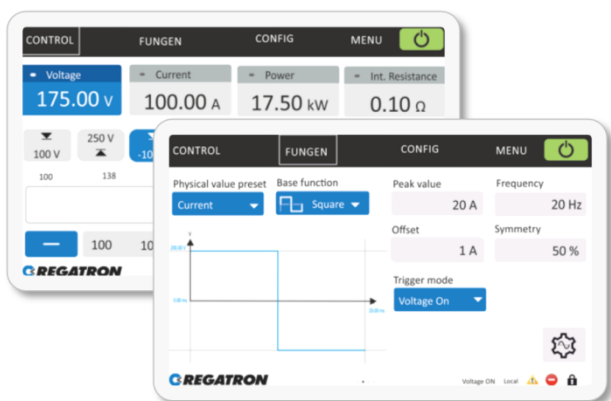 CONTROL FUNGEN CONFIG MENU
Voltage Current Power Int. Resistance
175.00 V 100.00 A 17.50 kW 0.10 Ω
100 V 250 V -10
100 138
100 10
REGATRON
CONTROL FUNGEN CONFIG MENU
Physical value preset Base function Peak value Frequency
Current Square 20 A 20 Hz
Offset Symmetry
1 A 50 %
Trigger mode
Voltage On
V
REGATRON
Voltage ON Local